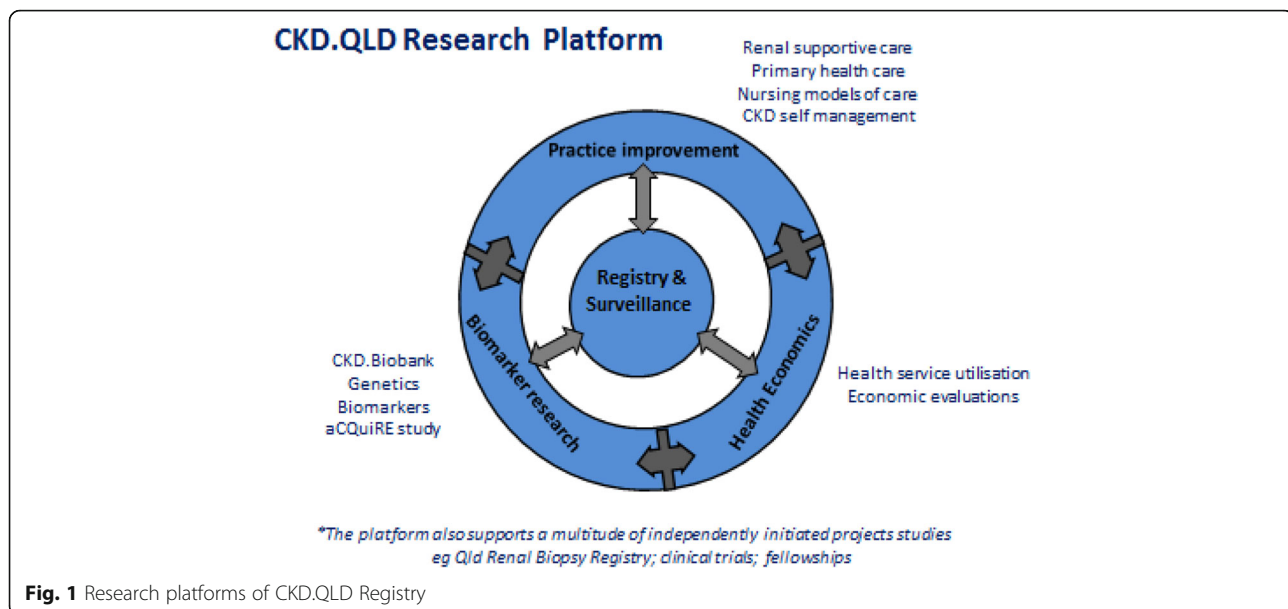 CKD.QLD Research Platform
Renal supportive care
Primary health care
Nursing models of care
CKD self management
Practice improvement
Registry &
Surveillance
Biomarker research
Health Economics
CKD.Biobank
Genetics
Biomarkers
aCQuiRE study
Health service utilisation
Economic evaluations
*The platform also supports a multitude of independently initiated projects studies
eg Qld Renal Biopsy Registry; clinical trials; fellowships
Fig. 1 Research platforms of CKD.QLD Registry